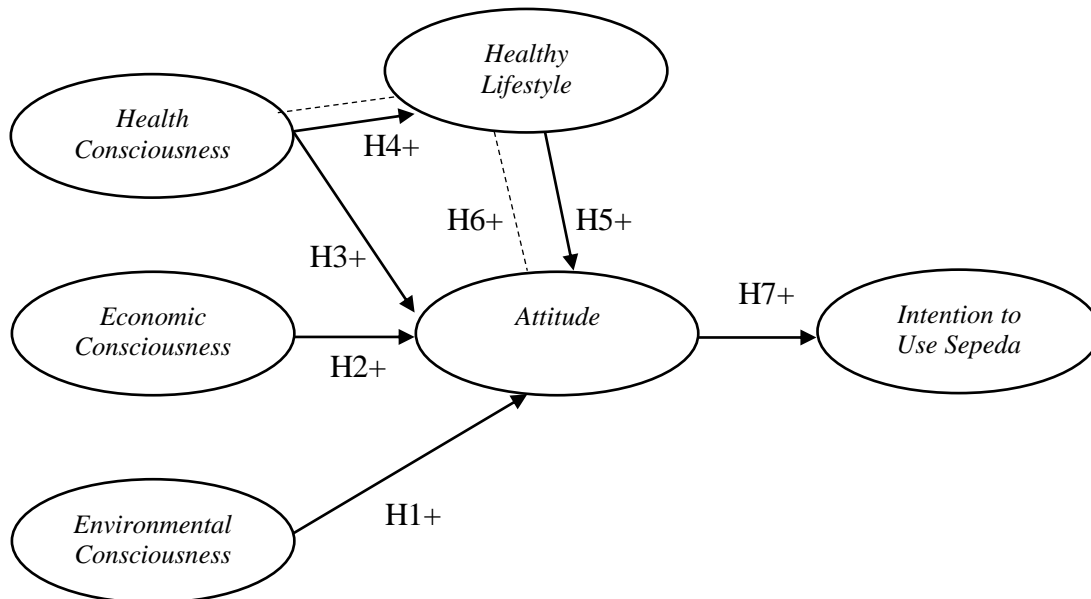 Healthy
Lifestyle
Health
Consciousness
H4+
H6+
H5+
H3+
Economic
Consciousness
H2+
Attitude
H7+
Intention to
Use Sepeda
H1+
Environmental
Consciousness